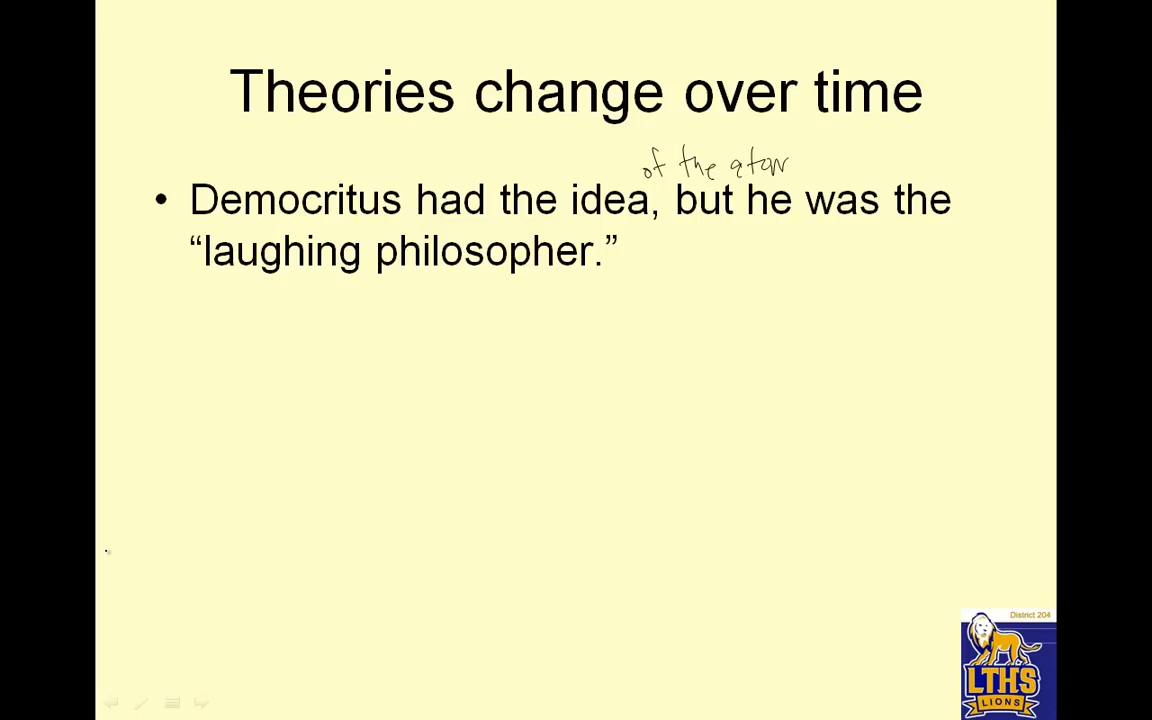 Theories change over time
of the atom
• Democritus had the idea, but he was the
“laughing philosopher.”
District 204
LTHS
LIONS